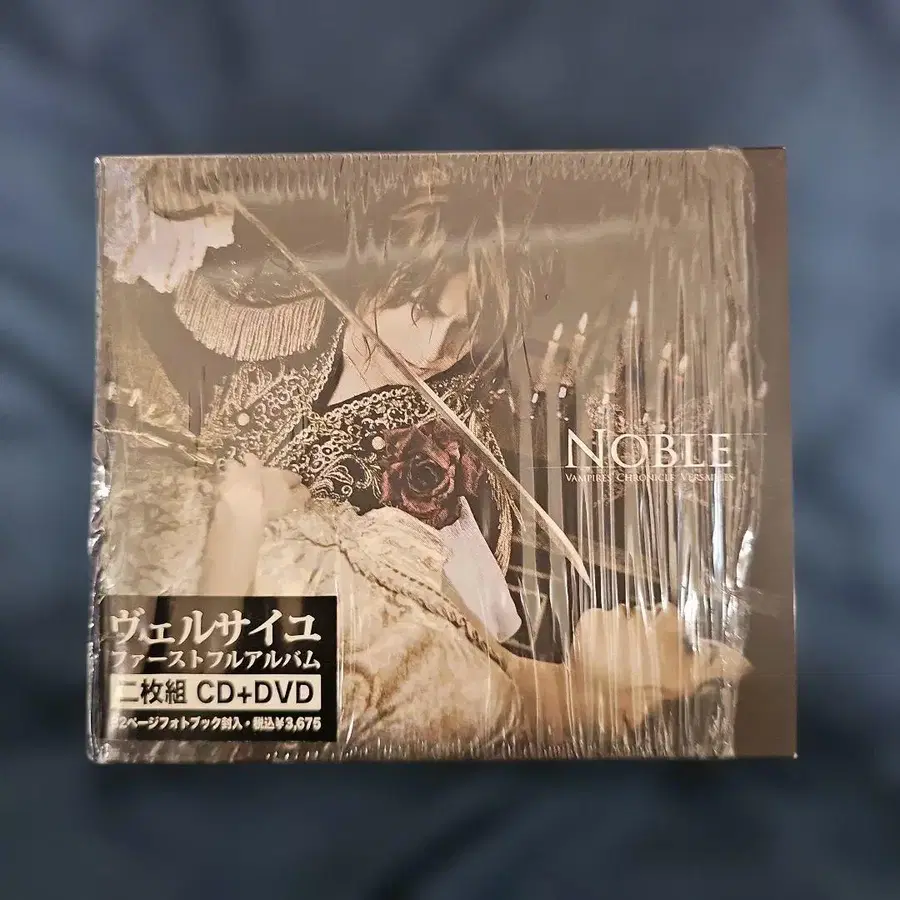 NOBLE
VAMPIRES CHRONICLE VERSAILLES
ヴェルサイユ
ファーストフルアルバム
二枚組 CD+DVD
2ページフォトブック封入・税込¥3,675